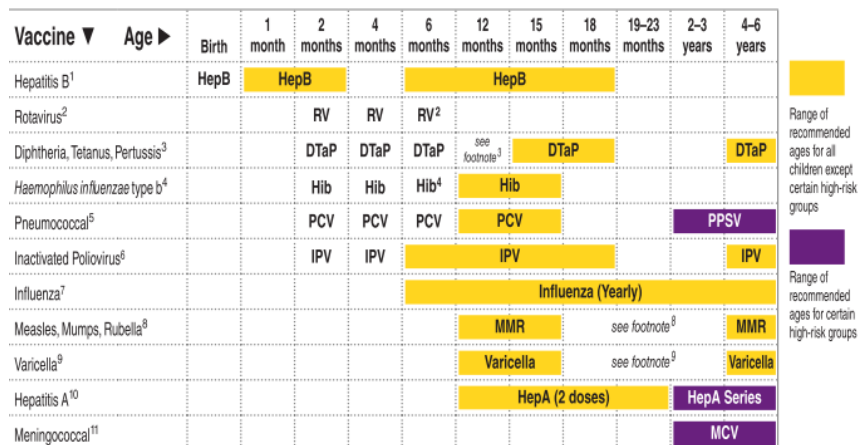 Vaccine ▼ Age ▶ Birth 1 month 2 months 4 months 6 months 12 months 15 months 18 months 19–23 months 2–3 years 4–6 years
Hepatitis B¹ HepB HepB HepB
Rotavirus² RV RV RV²
Diphtheria, Tetanus, Pertussis³ DTaP DTaP DTaP see footnote³ DTaP DTaP
Haemophilus influenzae type b⁴ Hib Hib Hib⁴ Hib
Pneumococcal⁵ PCV PCV PCV PCV PPSV
Inactivated Poliovirus⁶ IPV IPV IPV IPV
Influenza⁷ Influenza (Yearly)
Measles, Mumps, Rubella⁸ MMR see footnote⁸ MMR
Varicella⁹ Varicella see footnote⁹ Varicella
Hepatitis A¹⁰ HepA (2 doses) HepA Series
Meningococcal¹¹ MCV
Range of
recommended
ages for all
children except
certain high-risk
groups
Range of
recommended
ages for certain
high-risk groups